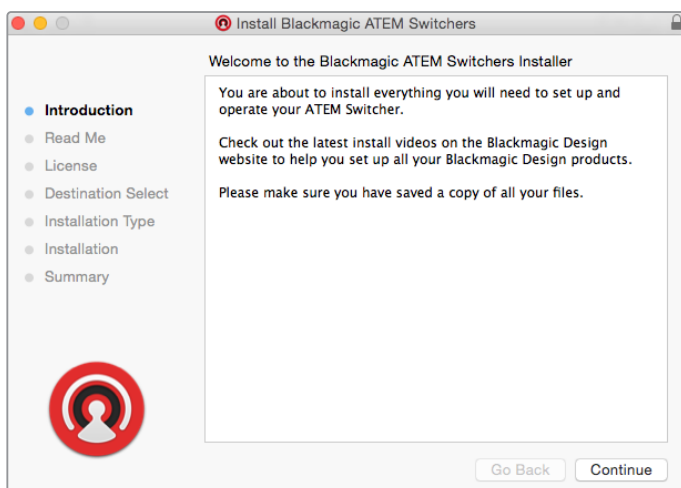 Install Blackmagic ATEM Switchers
Welcome to the Blackmagic ATEM Switchers Installer
Introduction
Read Me
License
Destination Select
Installation Type
Installation
Summary
You are about to install everything you will need to set up and
operate your ATEM Switcher.
Check out the latest install videos on the Blackmagic Design
website to help you set up all your Blackmagic Design products.
Please make sure you have saved a copy of all your files.
Go Back
Continue